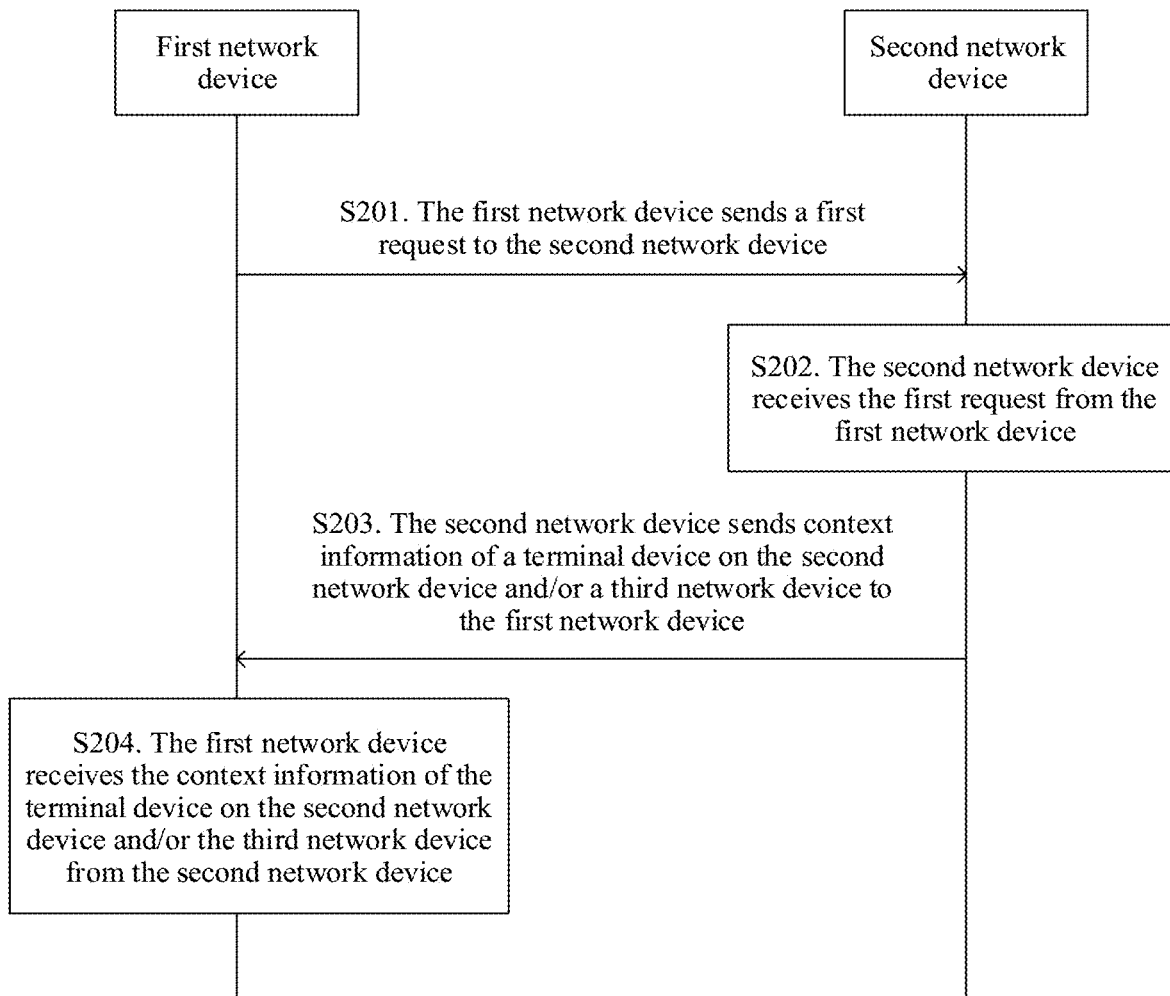 First network
device
Second network
device
S201. The first network device sends a first
request to the second network device
S202. The second network device
receives the first request from the
first network device
S203. The second network device sends context
information of a terminal device on the second
network device and/or a third network device to
the first network device
S204. The first network device
receives the context information of the
terminal device on the second network
device and/or the third network device
from the second network device